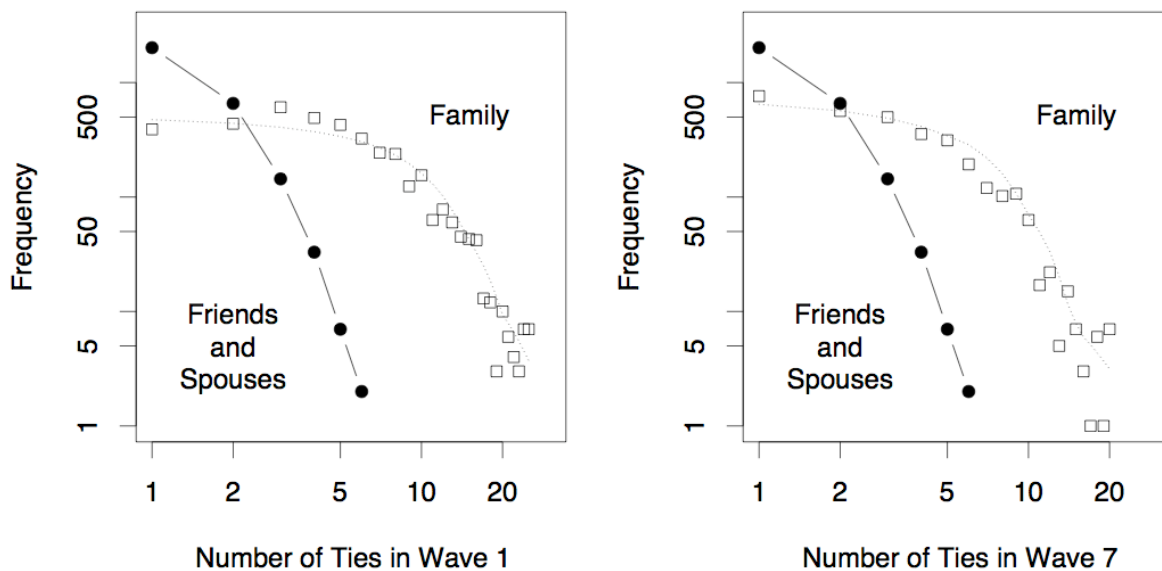 Frequency
500
50
5
1
Family
Friends
and
Spouses
1 2 5 10 20
Number of Ties in Wave 1
Frequency
500
50
5
1
Family
Friends
and
Spouses
1 2 5 10 20
Number of Ties in Wave 7